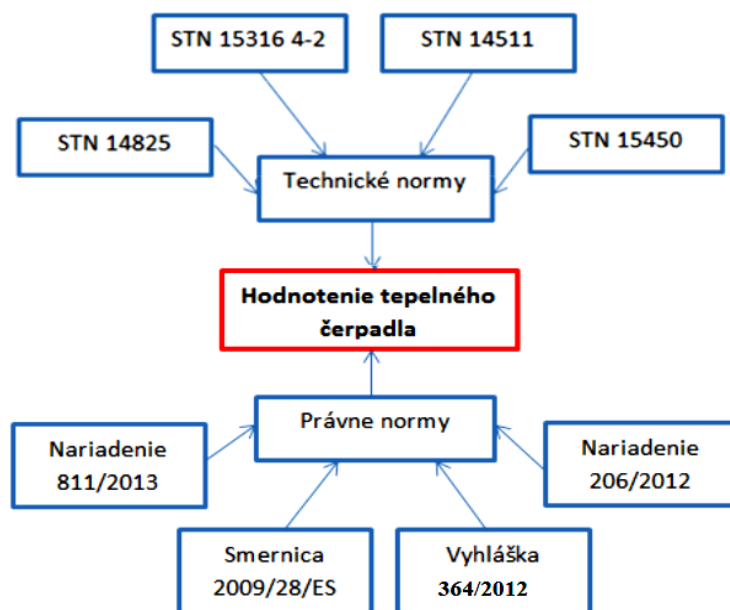 STN 15316 4-2
STN 14511
STN 14825
STN 15450
Technické normy
Hodnotenie tepelného
čerpadla
Právne normy
Nariadenie
811/2013
Nariadenie
206/2012
Smernica
2009/28/ES
Vyhláška
364/2012